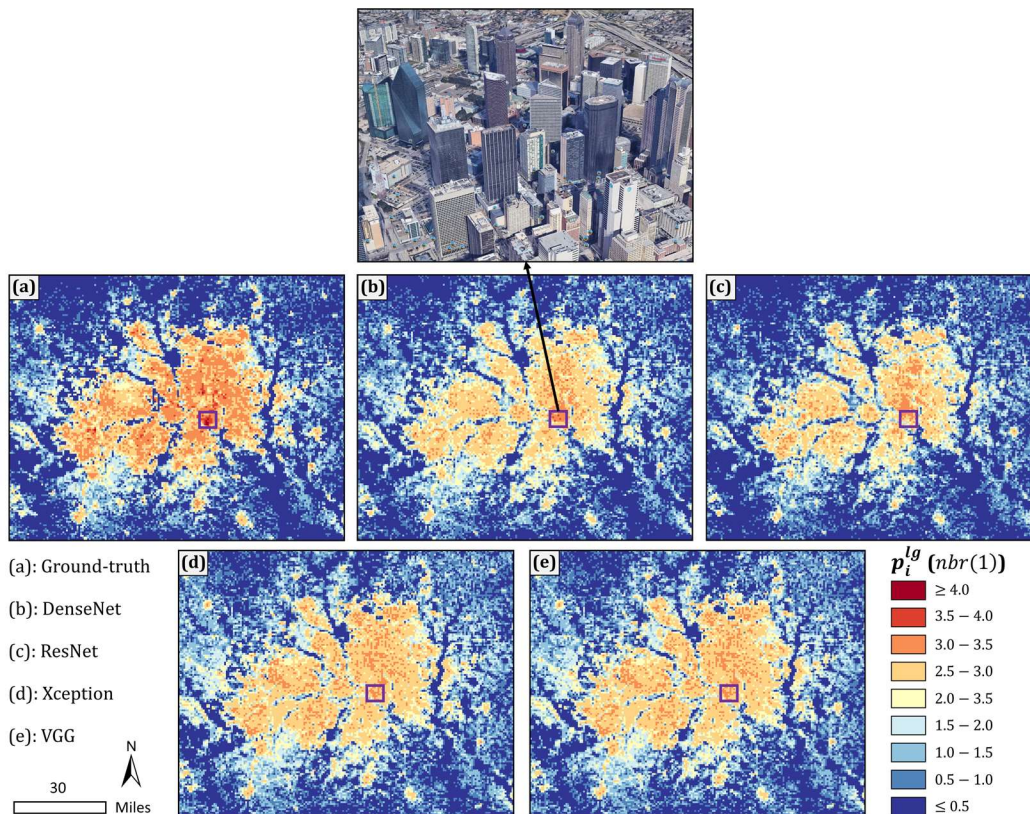 (a)
(b)
(c)
(a): Ground-truth
(b): DenseNet
(c): ResNet
(d): Xception
(e): VGG
N
30
Miles
(d)
(e)
p_i^lg (nbr(1))
≥ 4.0
3.5 – 4.0
3.0 – 3.5
2.5 – 3.0
2.0 – 3.5
1.5 – 2.0
1.0 – 1.5
0.5 – 1.0
≤ 0.5